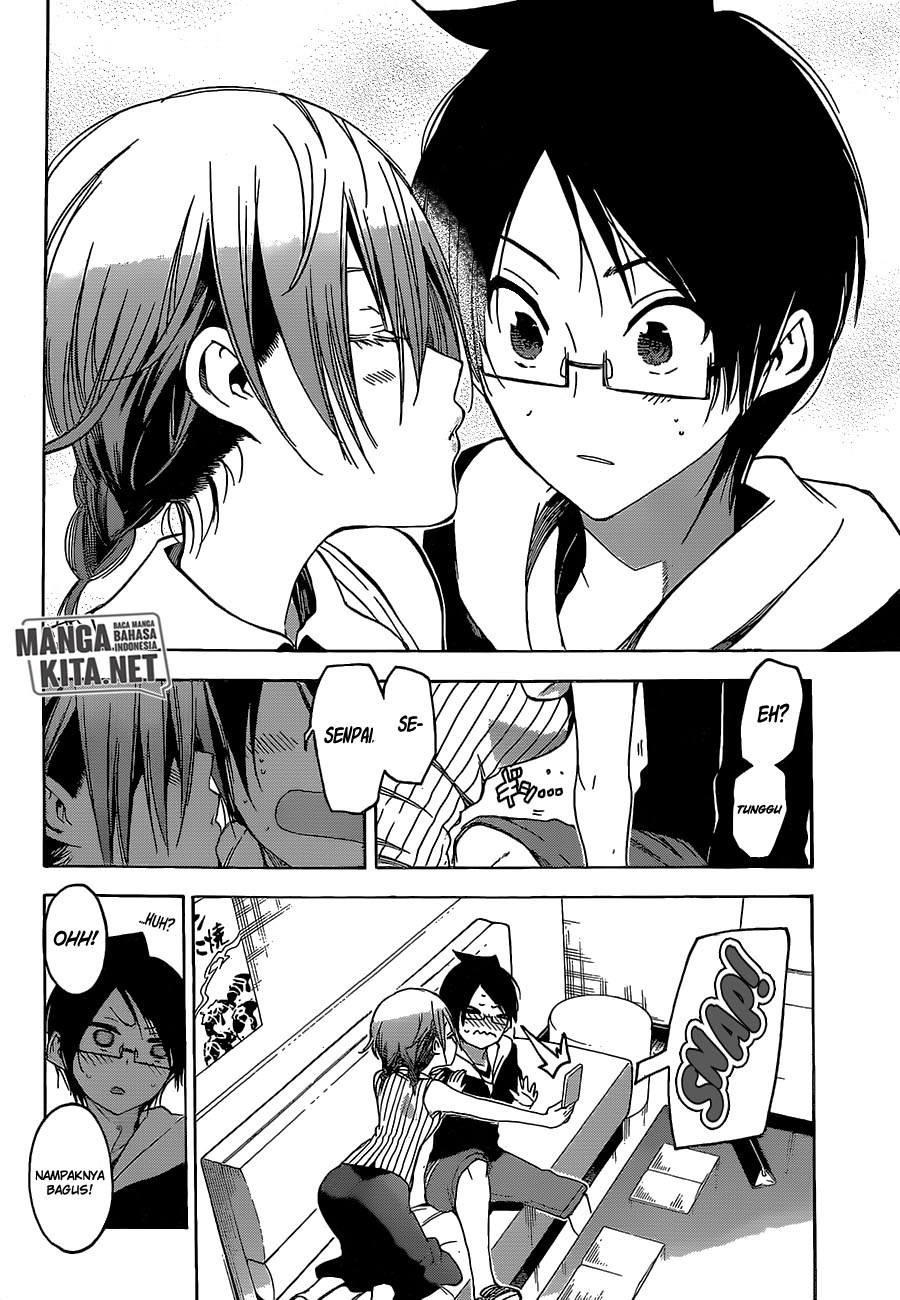 MANGA
KITA.NET
BACA MANGA
BAHASA
INDONESIA
EH?
TUNGGU
SE-
SENPAI.
SNAP!
...HUH?
OHH!
NAMPAKNYA
BAGUS!